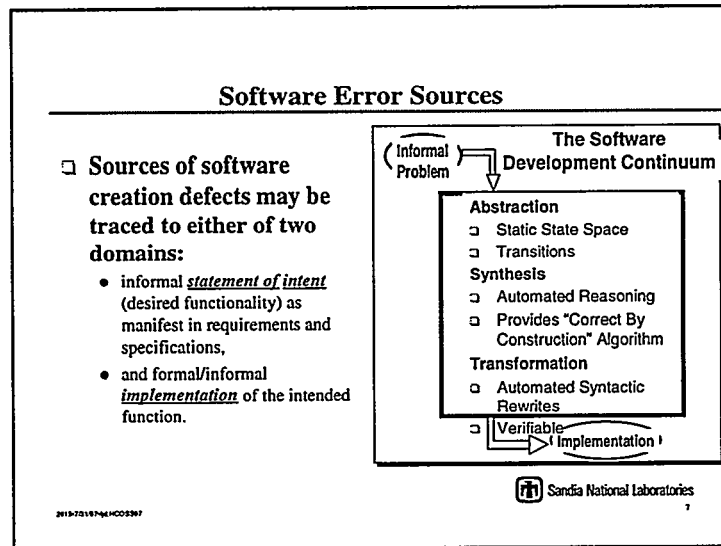 Software Error Sources
Sources of software
creation defects may be
traced to either of two
domains:
informal statement of intent
(desired functionality) as
manifest in requirements and
specifications,
and formal/informal
implementation of the intended
function.
The Software
Development Continuum
Informal
Problem
Abstraction
Static State Space
Transitions
Synthesis
Automated Reasoning
Provides "Correct By
Construction" Algorithm
Transformation
Automated Syntactic
Rewrites
Verifiable
Implementation
Sandia National Laboratories
7